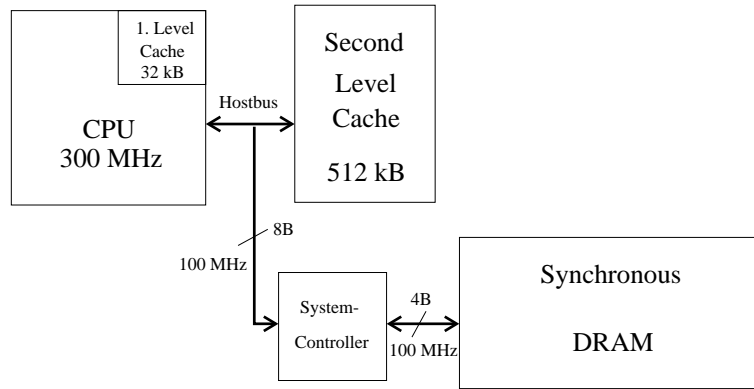 1. Level
Cache
32 kB
CPU
300 MHz
Hostbus
Second
Level
Cache
512 kB
8B
100 MHz
System-
Controller
4B
100 MHz
Synchronous
DRAM